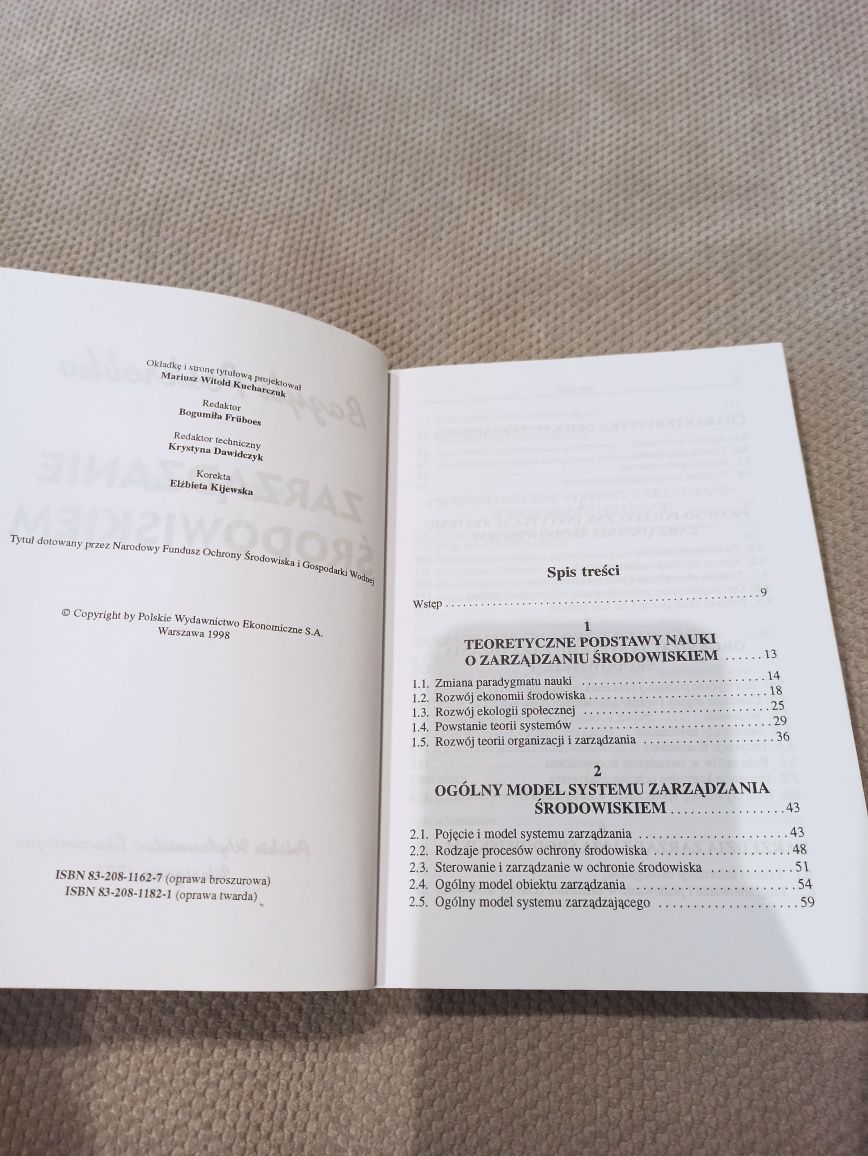 Okładkę i stronę tytułową projektował
Mariusz Witold Kucharczuk
Redaktor
Bogumiła Früboes
Redaktor techniczny
Krystyna Dawidczyk
Korekta
Elżbieta Kijewska
Tytuł dotowany przez Narodowy Fundusz Ochrony Środowiska i Gospodarki Wodnej
© Copyright by Polskie Wydawnictwo Ekonomiczne S.A.
Warszawa 1998
ISBN 83-208-1162-7 (oprawa broszurowa)
ISBN 83-208-1182-1 (oprawa twarda)
Spis treści
Wstęp . . . . . . . . . . 9
1
TEORETYCZNE PODSTAWY NAUKI
O ZARZĄDZANIU ŚRODOWISKIEM . . . . . . 13
1.1. Zmiana paradygmatu nauki . . . . . . . . . . 14
1.2. Rozwój ekonomii środowiska . . . . . . . . . . 18
1.3. Rozwój ekologii społecznej . . . . . . . . . . 25
1.4. Powstanie teorii systemów . . . . . . . . . . 29
1.5. Rozwój teorii organizacji i zarządzania . . . . . . . . . . 36
2
OGÓLNY MODEL SYSTEMU ZARZĄDZANIA
ŚRODOWISKIEM . . . . . . . . . . 43
2.1. Pojęcie i model systemu zarządzania . . . . . . . . . . 43
2.2. Rodzaje procesów ochrony środowiska . . . . . . . . . . 48
2.3. Sterowanie i zarządzanie w ochronie środowiska . . . . . . . . . . 51
2.4. Ogólny model obiektu zarządzania . . . . . . . . . . 54
2.5. Ogólny model systemu zarządzającego . . . . . . . . . . 59